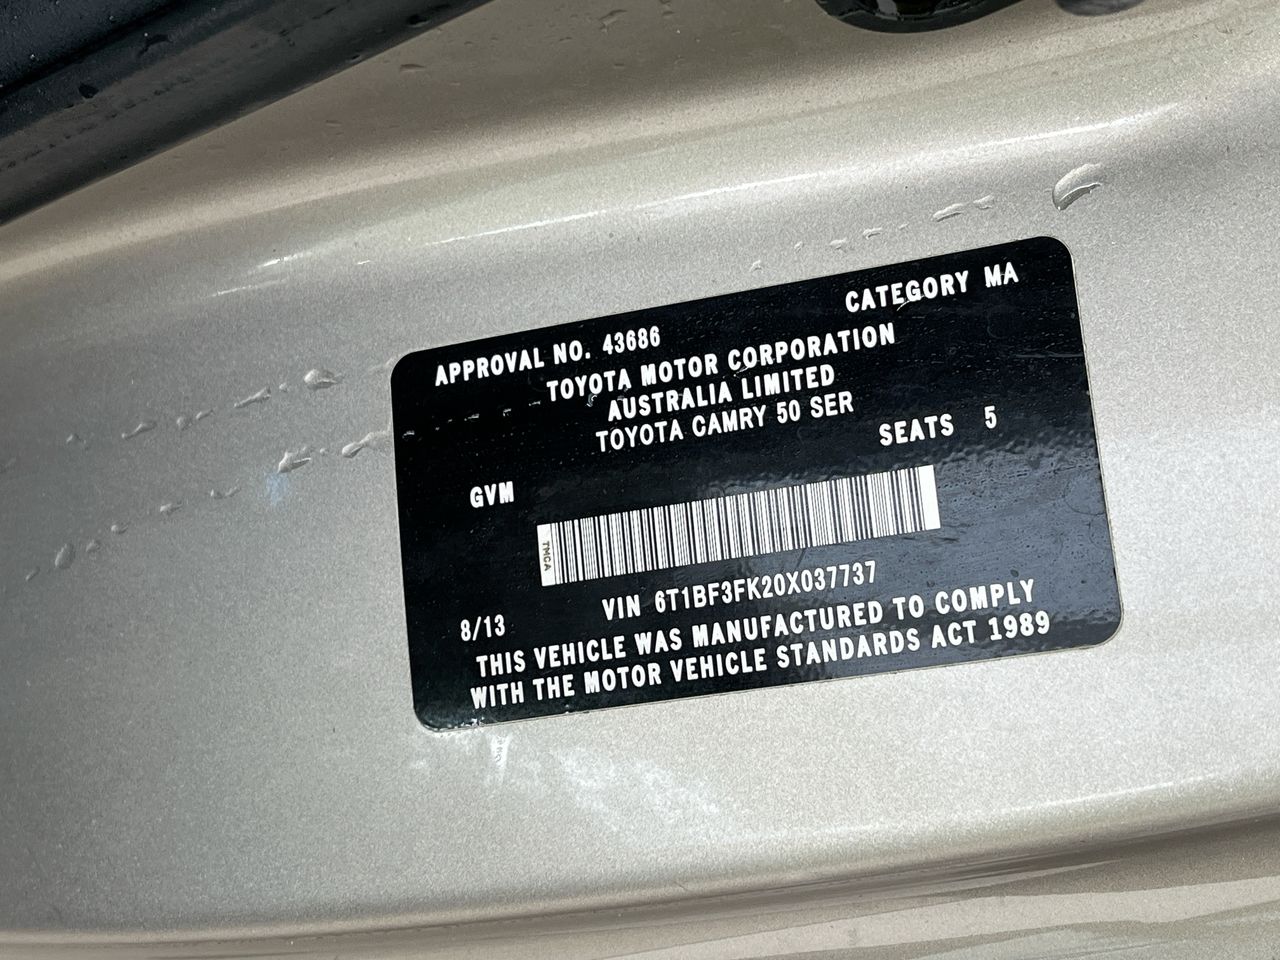 APPROVAL NO. 43686 CATEGORY MA
TOYOTA MOTOR CORPORATION
AUSTRALIA LIMITED
TOYOTA CAMRY 50 SER
SEATS 5
GVM
TMCA
VIN 6T1BF3FK20X037737
8/13
THIS VEHICLE WAS MANUFACTURED TO COMPLY
WITH THE MOTOR VEHICLE STANDARDS ACT 1989